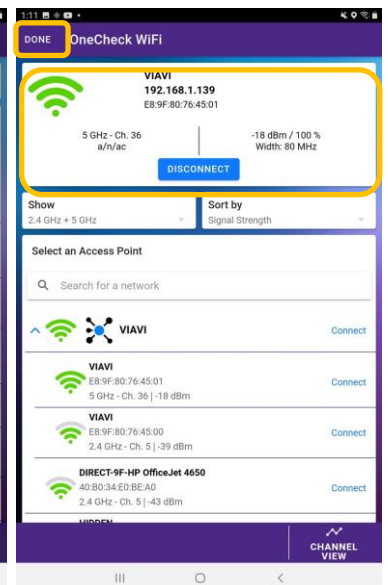 1:11
DONE OneCheck WiFi
VIAVI
192.168.1.139
E8:9F:80:76:45:01
5 GHz - Ch. 36
a/n/ac
-18 dBm / 100 %
Width: 80 MHz
DISCONNECT
Show
2.4 GHz + 5 GHz
Sort by
Signal Strength
Select an Access Point
Search for a network
VIAVI
Connect
VIAVI
E8:9F:80:76:45:01
5 GHz - Ch. 36 | -18 dBm
Connect
VIAVI
E8:9F:80:76:45:00
2.4 GHz - Ch. 5 | -39 dBm
Connect
DIRECT-9F-HP OfficeJet 4650
40:B0:34:E0:BE:A0
2.4 GHz - Ch. 5 | -43 dBm
Connect
HIDDEN
CHANNEL
VIEW